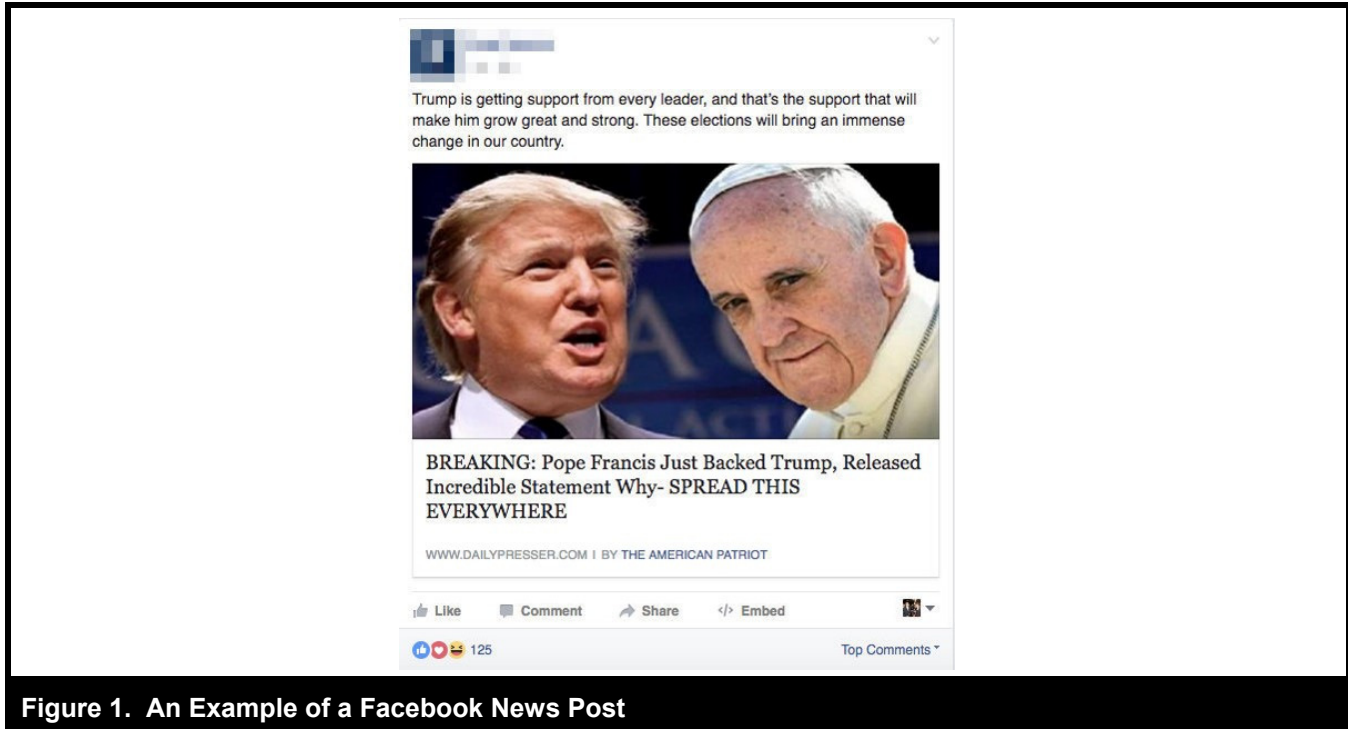 Trump is getting support from every leader, and that's the support that will
make him grow great and strong. These elections will bring an immense
change in our country.
BREAKING: Pope Francis Just Backed Trump, Released
Incredible Statement Why- SPREAD THIS
EVERYWHERE
WWW.DAILYPRESSER.COM I BY THE AMERICAN PATRIOT
Like Comment Share </> Embed
125 Top Comments
Figure 1. An Example of a Facebook News Post